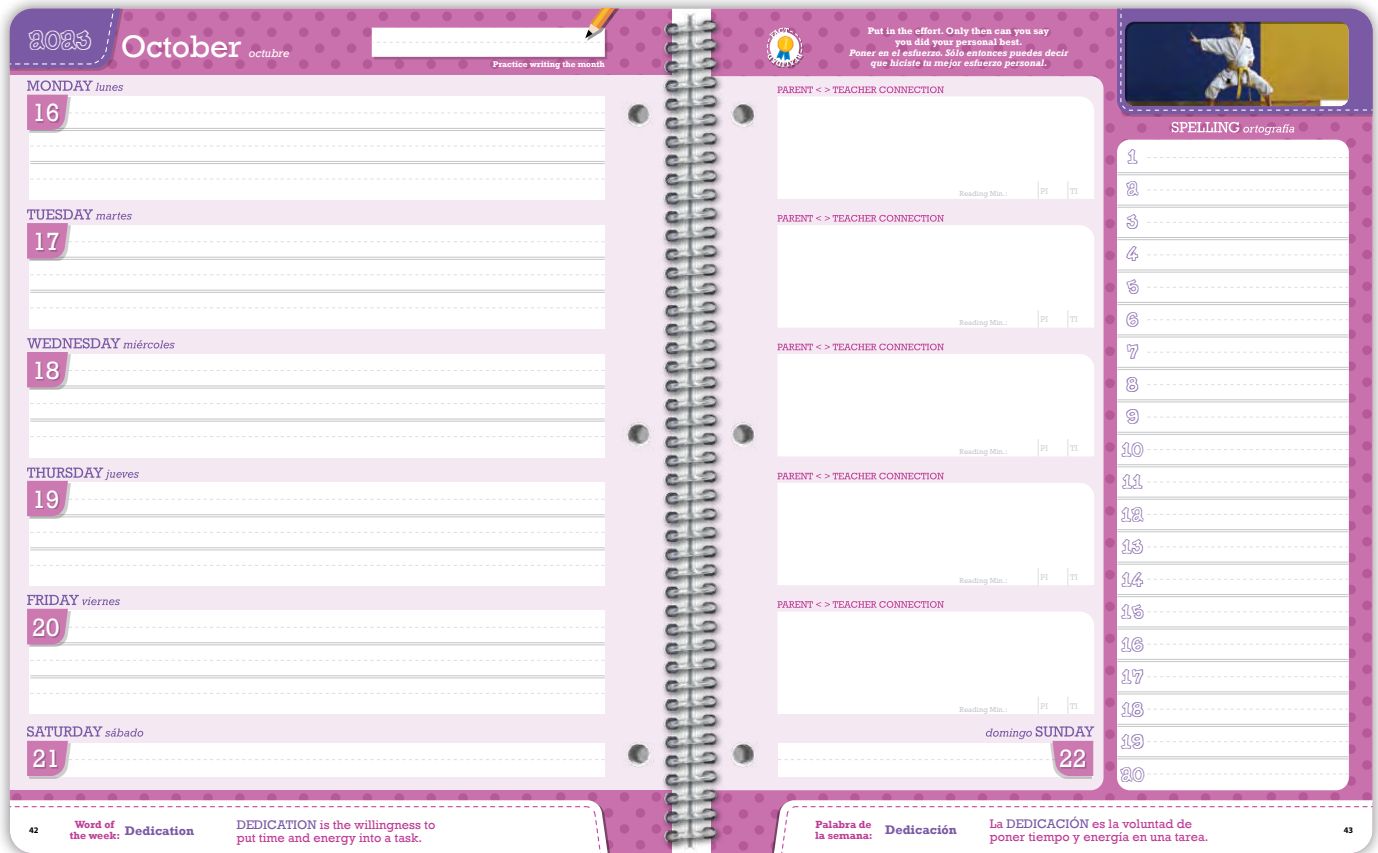 2023
October octubre
Practice writing the month
MONDAY lunes
16
TUESDAY martes
17
WEDNESDAY miércoles
18
THURSDAY jueves
19
FRIDAY viernes
20
SATURDAY sábado
21
42
Word of
the week: Dedication
DEDICATION is the willingness to
put time and energy into a task.
Put in the effort. Only then can you say
you did your personal best.
Poner en el esfuerzo. Sólo entonces puedes decir
que hiciste tu mejor esfuerzo personal.
PARENT < > TEACHER CONNECTION
Reading Min.: PI TI
PARENT < > TEACHER CONNECTION
Reading Min.: PI TI
PARENT < > TEACHER CONNECTION
Reading Min.: PI TI
PARENT < > TEACHER CONNECTION
Reading Min.: PI TI
PARENT < > TEACHER CONNECTION
Reading Min.: PI TI
domingo SUNDAY
22
SPELLING ortografía
1
2
3
4
5
6
7
8
9
10
11
12
13
14
15
16
17
18
19
20
Palabra de
la semana: Dedicación
La DEDICACIÓN es la voluntad de
poner tiempo y energía en una tarea.
43